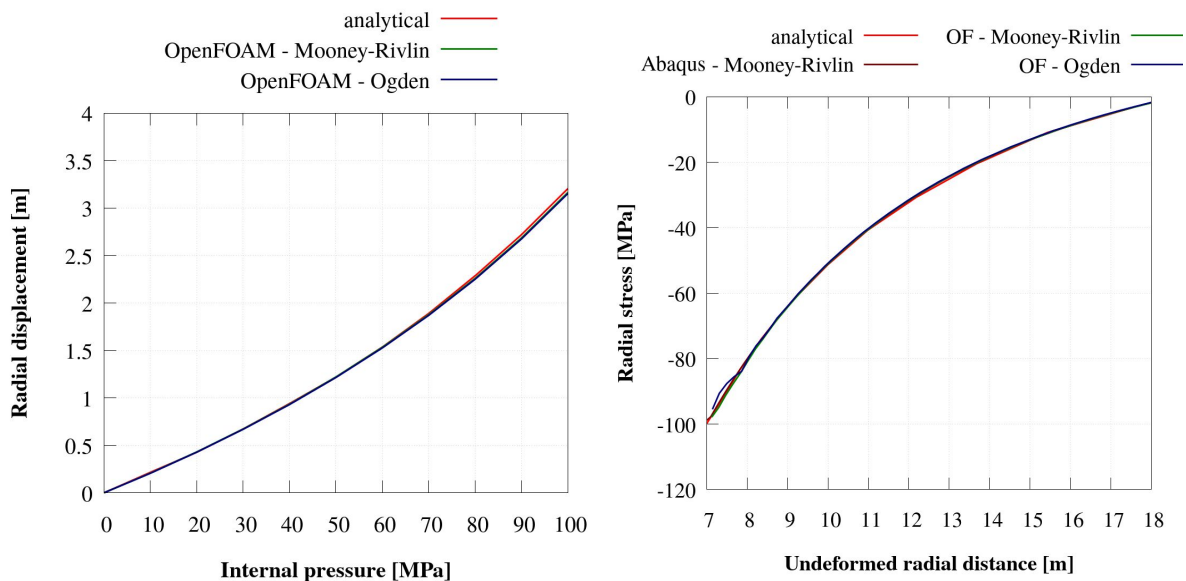 analytical
OpenFOAM - Mooney-Rivlin
OpenFOAM - Ogden
4
3.5
3
2.5
2
1.5
1
0.5
0
Radial displacement [m]
0 10 20 30 40 50 60 70 80 90 100
Internal pressure [MPa]
analytical OF - Mooney-Rivlin
Abaqus - Mooney-Rivlin OF - Ogden
0
-20
-40
-60
-80
-100
-120
Radial stress [MPa]
7 8 9 10 11 12 13 14 15 16 17 18
Undeformed radial distance [m]